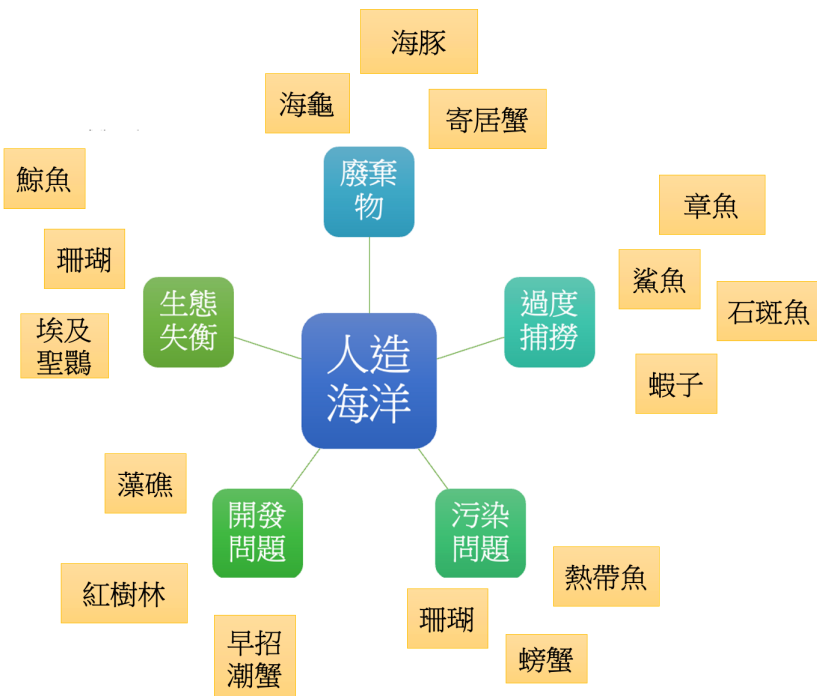 海豚
海龜
寄居蟹
廢棄
物
鯨魚
珊瑚
埃及
聖鸚
生態
失衡
章魚
鯊魚
石斑魚
蝦子
過度
捕撈
人造
海洋
藻礁
紅樹林
早招
潮蟹
開發
問題
污染
問題
熱帶魚
珊瑚
螃蟹